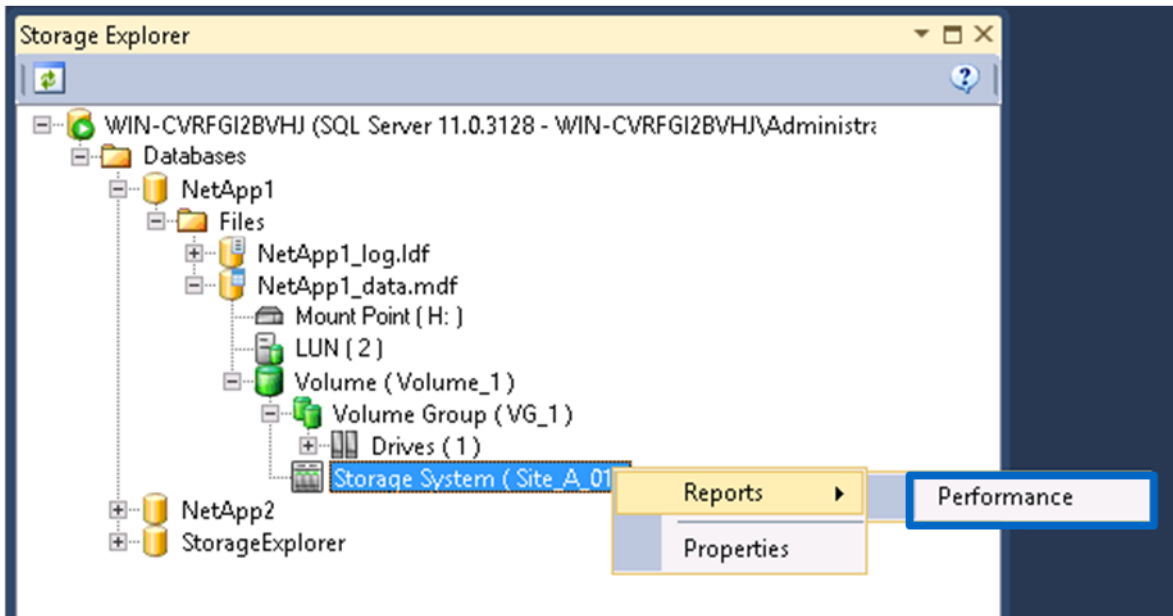 Storage Explorer
WIN-CVRFGI2BVHJ (SQL Server 11.0.3128 - WIN-CVRFGI2BVHJ\Administra
Databases
NetApp1
Files
NetApp1_log.ldf
NetApp1_data.mdf
Mount Point ( H: )
LUN ( 2 )
Volume ( Volume_1 )
Volume Group ( VG_1 )
Drives ( 1 )
Storage System ( Site_A_01
Reports
Performance
Properties
NetApp2
StorageExplorer